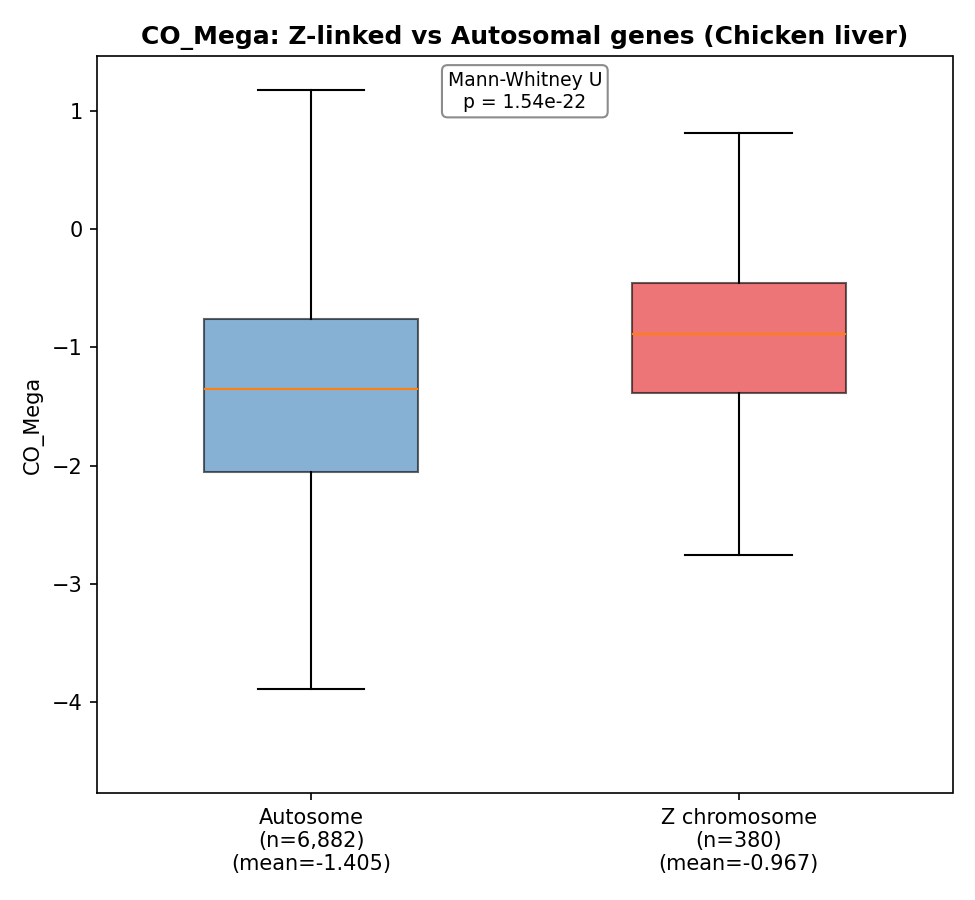 CO_Mega: Z-linked vs Autosomal genes (Chicken liver)
Mann-Whitney U
p = 1.54e-22
CO_Mega
1
0
−1
−2
−3
−4
Autosome
(n=6,882)
(mean=-1.405)
Z chromosome
(n=380)
(mean=-0.967)